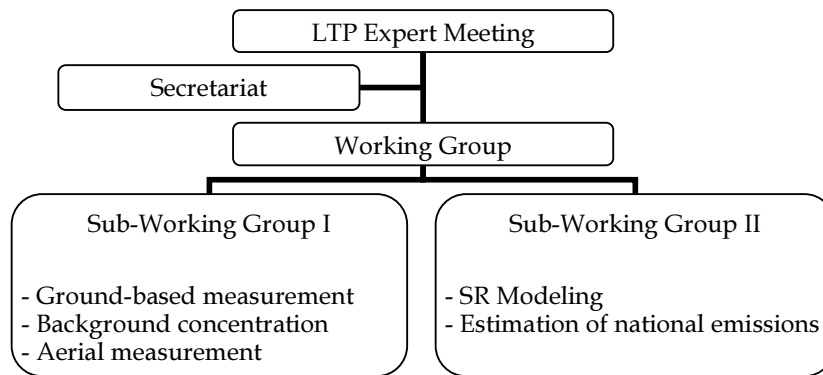 LTP Expert Meeting
Secretariat
Working Group
Sub-Working Group I
- Ground-based measurement
- Background concentration
- Aerial measurement
Sub-Working Group II
- SR Modeling
- Estimation of national emissions